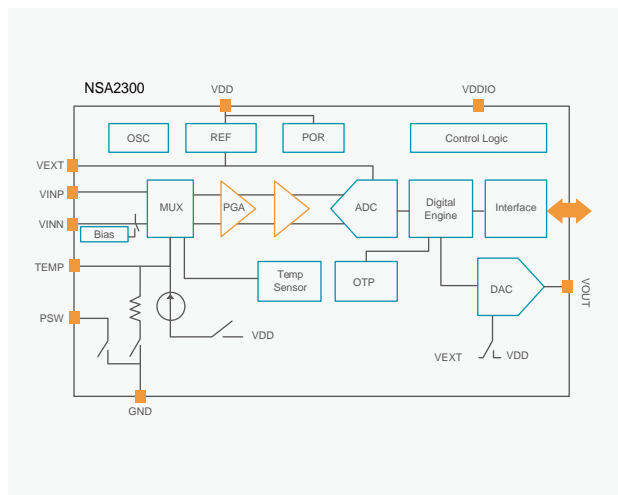 NSA2300
VDD
VDDIO
OSC
REF
POR
Control Logic
VEXT
VINP
VINN
MUX
PGA
ADC
Digital
Engine
Interface
Bias
TEMP
Temp
Sensor
OTP
DAC
VOUT
PSW
VDD
VEXT
VDD
GND